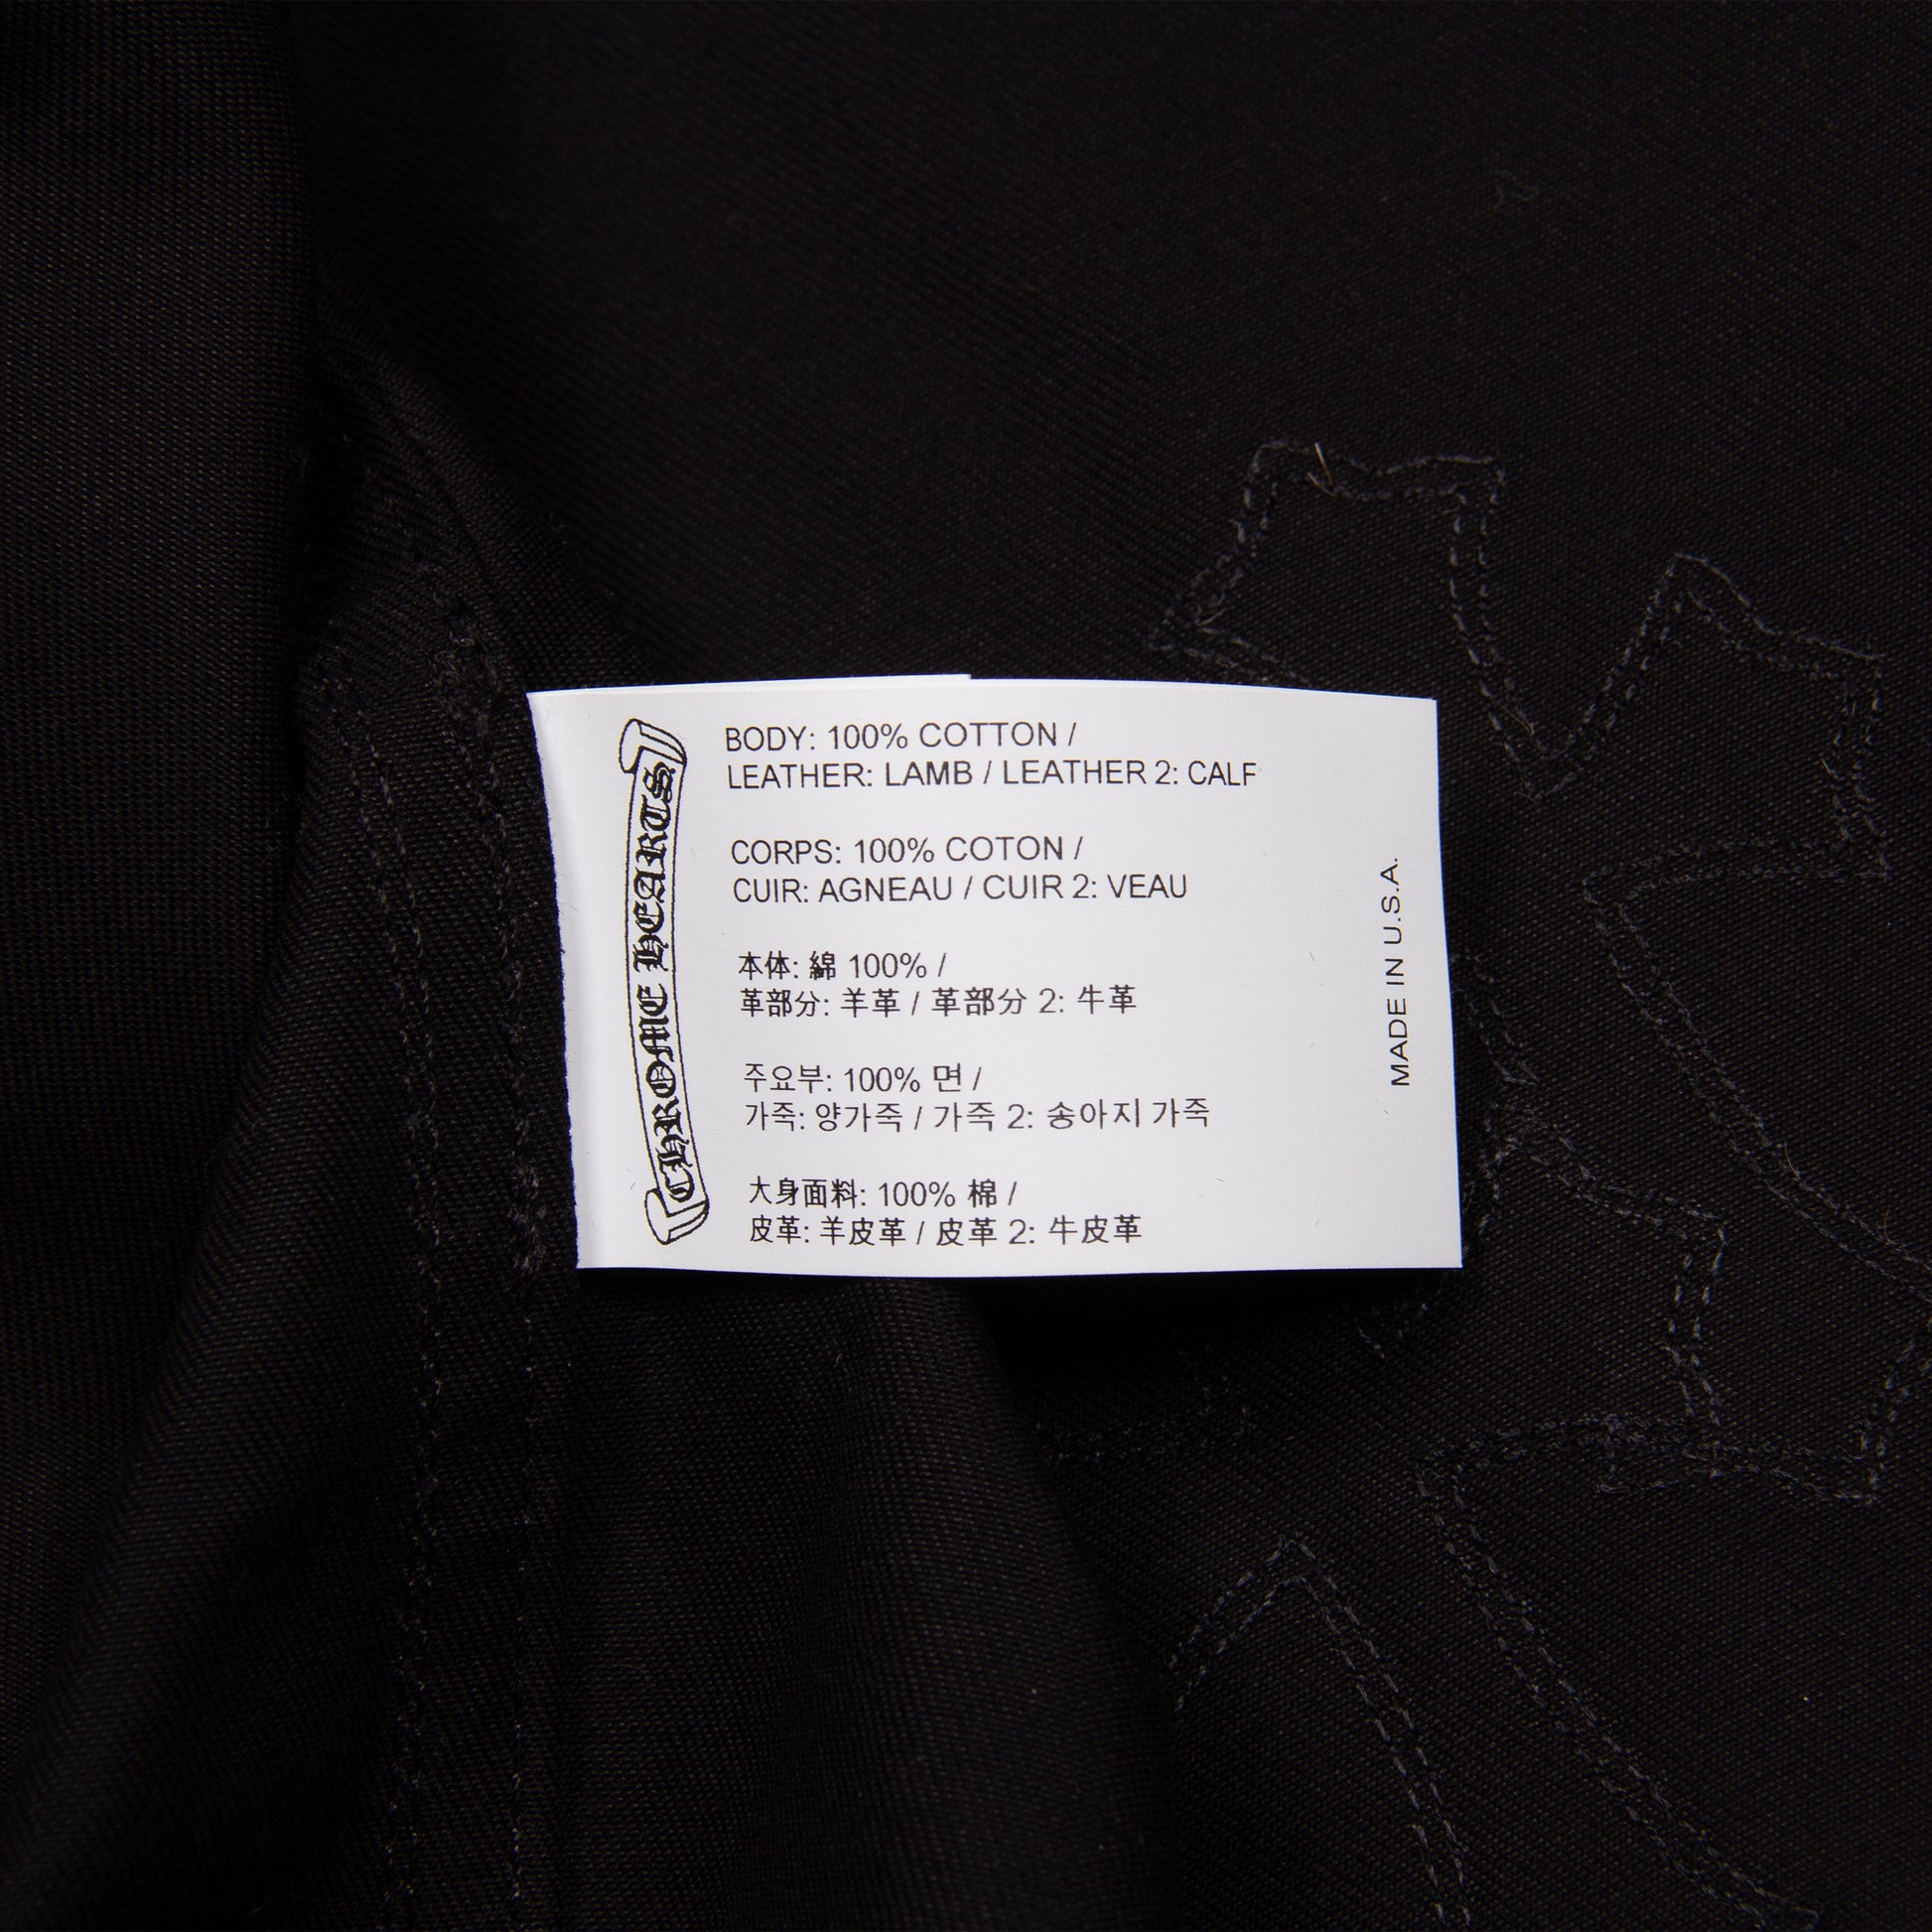 CHROME HEARTS
BODY: 100% COTTON /
LEATHER: LAMB / LEATHER 2: CALF
CORPS: 100% COTON /
CUIR: AGNEAU / CUIR 2: VEAU
本体: 綿 100% /
革部分: 羊革 / 革部分 2: 牛革
주요부: 100% 면 /
가죽: 양가죽 / 가죽 2: 송아지 가죽
大身面料: 100% 棉 /
皮革: 羊皮革 / 皮革 2: 牛皮革
MADE IN U.S.A.